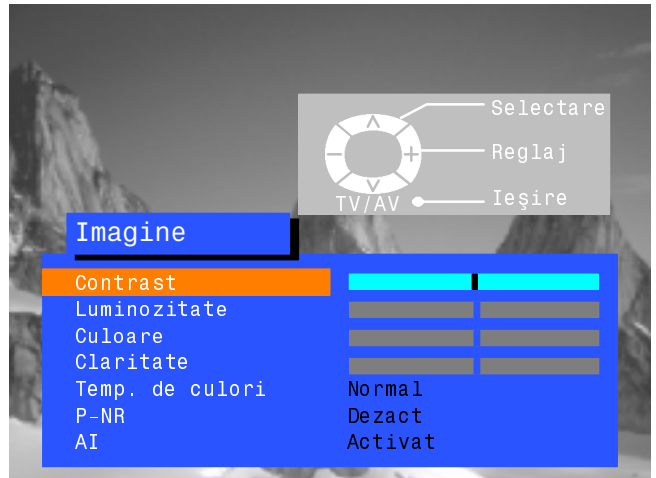 Selectare
Reglaj
TV/AV Ieşire
Imagine
Contrast
Luminozitate
Culoare
Claritate
Temp. de culori Normal
P-NR Dezact
AI Activat